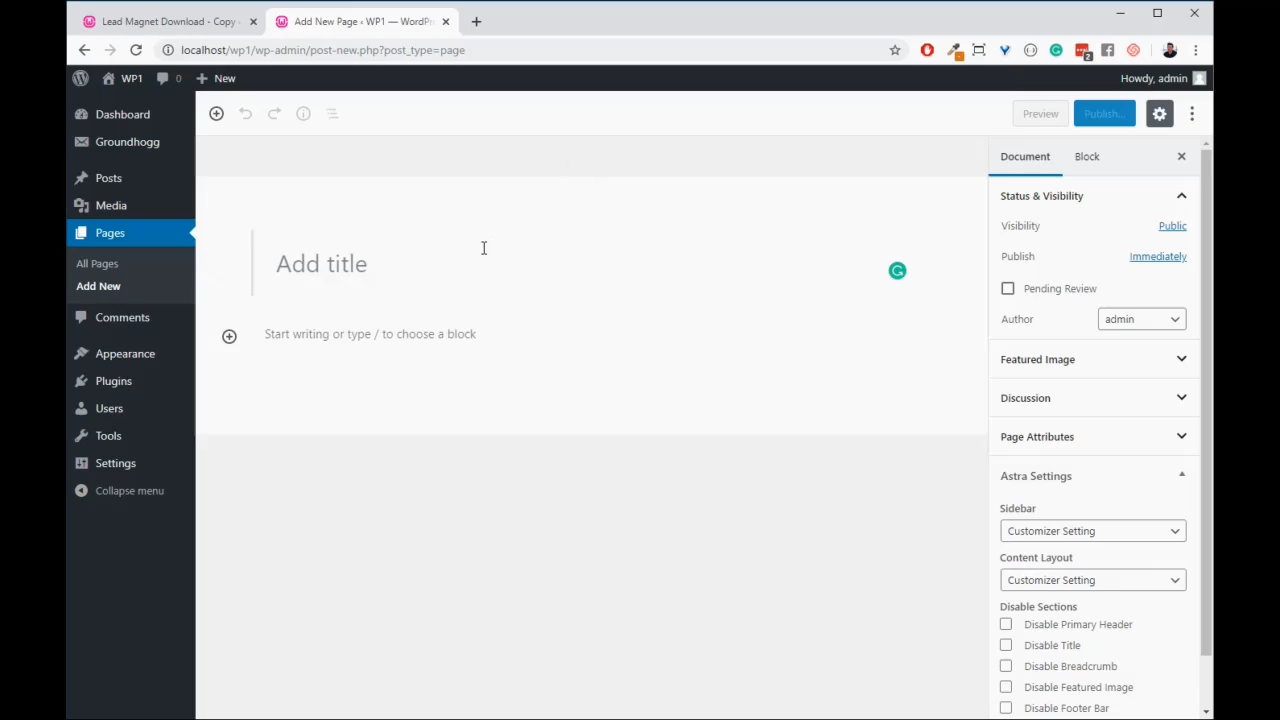 Lead Magnet Download - Copy
Add New Page ‹ WP1 — WordPr
localhost/wp1/wp-admin/post-new.php?post_type=page
2
WP1
0
New
Howdy, admin
Dashboard
Groundhogg
Posts
Media
Pages
All Pages
Add New
Comments
Appearance
Plugins
Users
Tools
Settings
Collapse menu
Preview
Publish...
Add title
Start writing or type / to choose a block
Document
Block
Status & Visibility
Visibility
Public
Publish
Immediately
Pending Review
Author
admin
Featured Image
Discussion
Page Attributes
Astra Settings
Sidebar
Customizer Setting
Content Layout
Customizer Setting
Disable Sections
Disable Primary Header
Disable Title
Disable Breadcrumb
Disable Featured Image
Disable Footer Bar